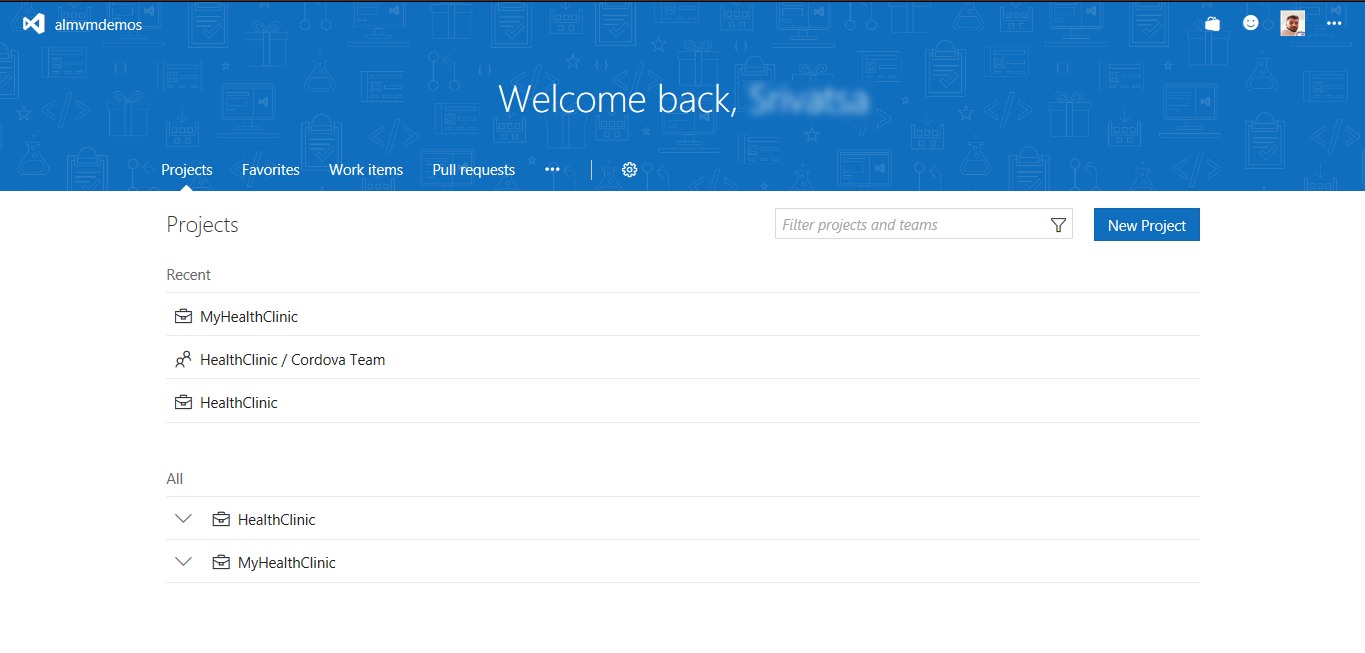 almvmdemos
Welcome back, Srivatsa
Projects Favorites Work items Pull requests
Projects
Filter projects and teams
New Project
Recent
MyHealthClinic
HealthClinic / Cordova Team
HealthClinic
All
HealthClinic
MyHealthClinic